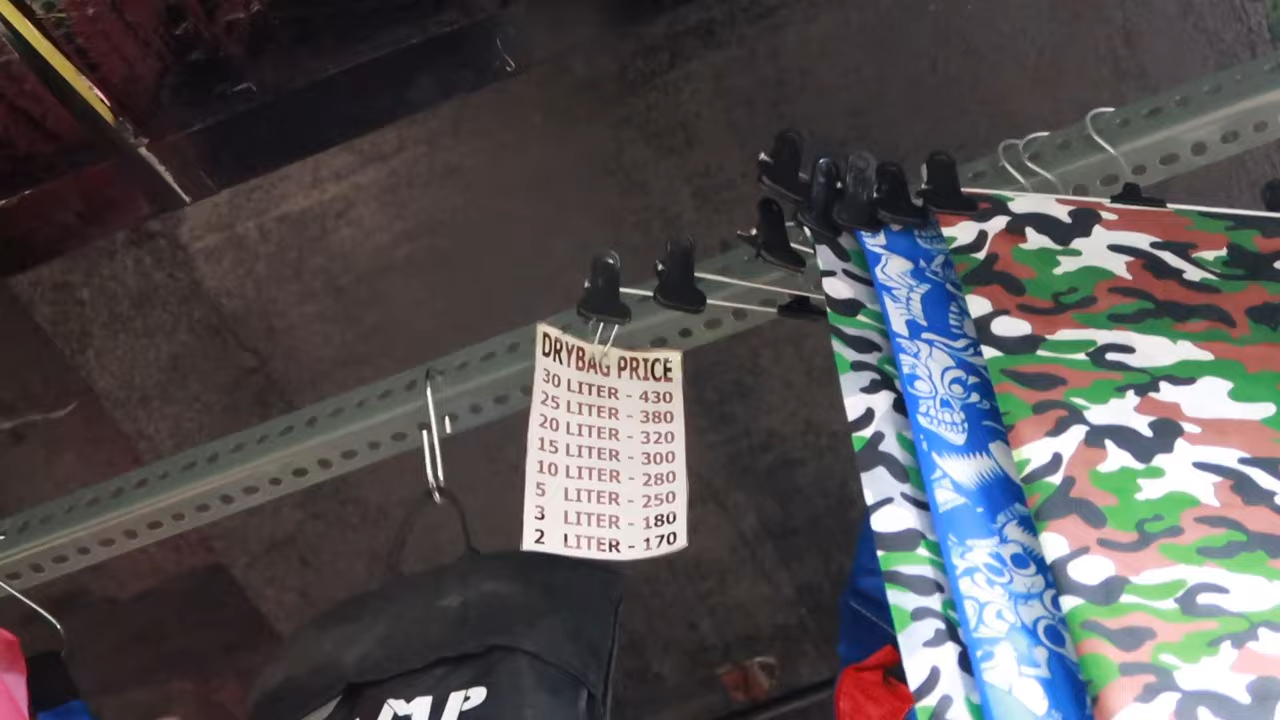 DRYBAG PRICE
30 LITER - 430
25 LITER - 380
20 LITER - 320
15 LITER - 300
10 LITER - 280
5 LITER - 250
3 LITER - 180
2 LITER - 170
MP